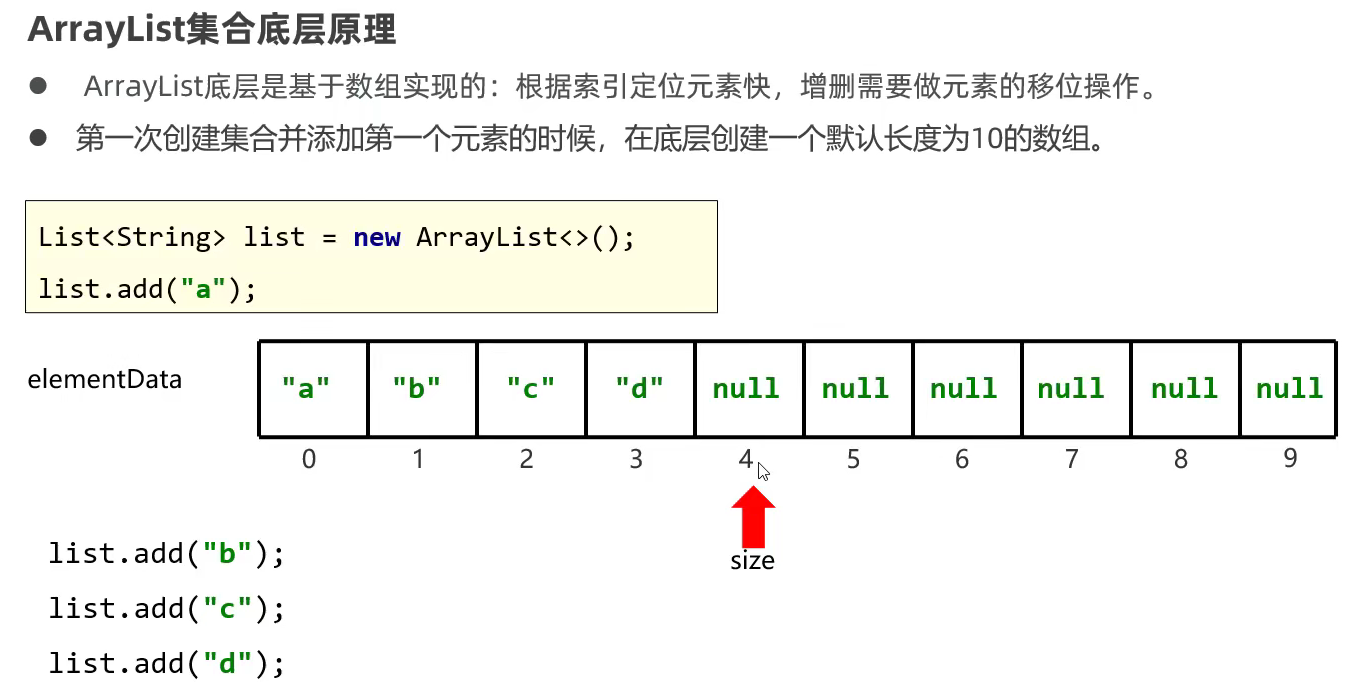 ArrayList集合底层原理
● ArrayList底层是基于数组实现的：根据索引定位元素快，增删需要做元素的移位操作。
● 第一次创建集合并添加第一个元素的时候，在底层创建一个默认长度为10的数组。
List<String> list = new ArrayList<>();
list.add("a");
elementData "a" "b" "c" "d" null null null null null null
0 1 2 3 4 5 6 7 8 9
size
list.add("b");
list.add("c");
list.add("d");